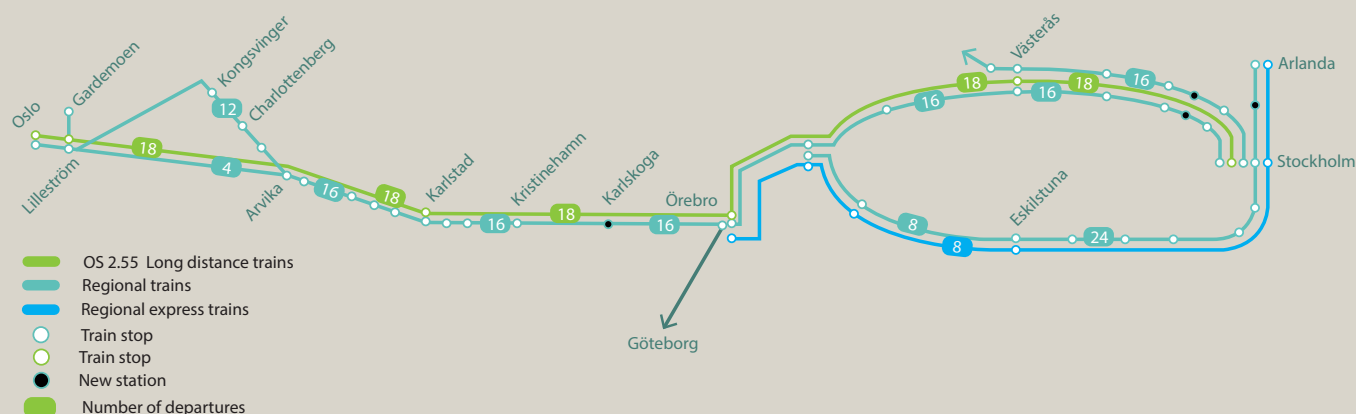 Oslo
Gardemoen
Kongsvinger
Charlottenberg
12
18
4
16
18
Lilleström
Arvika
Karlstad
Kristinehamn
Karlskoga
Örebro
16
18
16
Göteborg
Västerås
16
18
18
16
16
Arlanda
Stockholm
Eskilstuna
8
24
8
OS 2.55 Long distance trains
Regional trains
Regional express trains
Train stop
Train stop
New station
Number of departures